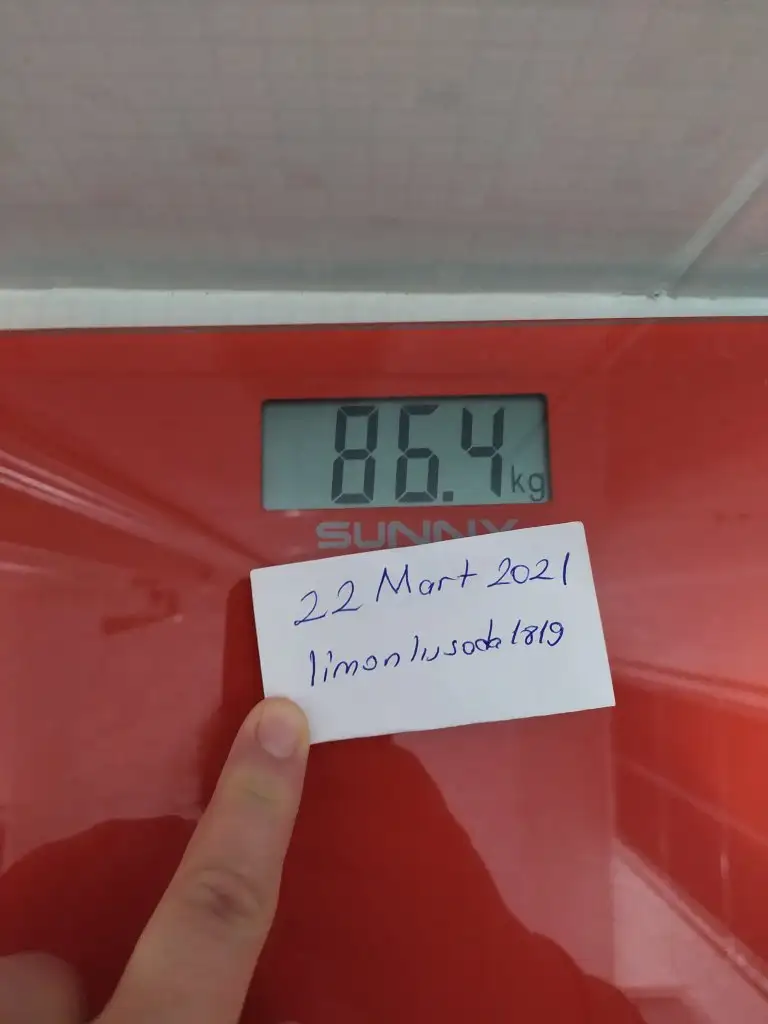 86.4 kg
SUNNY
22 Mart 2021
limonlusoda1819